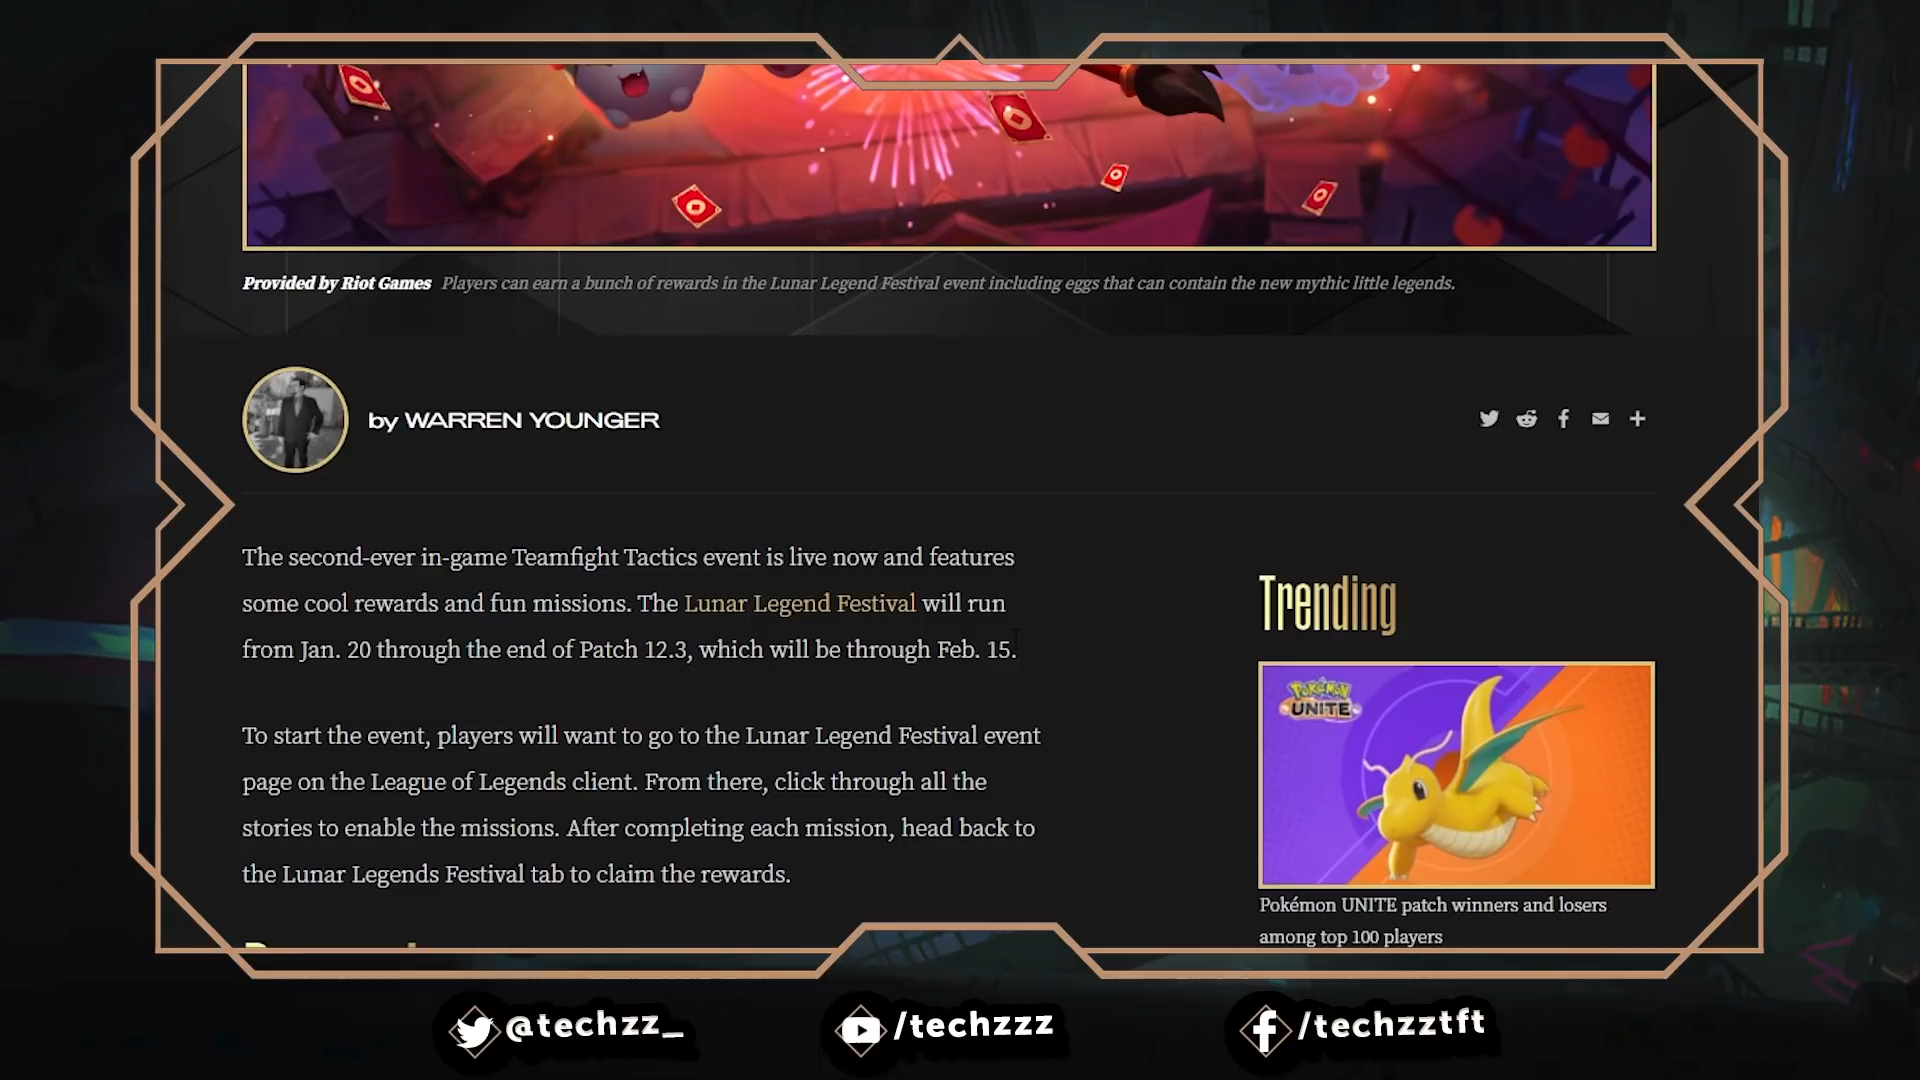 Provided by Riot Games Players can earn a bunch of rewards in the Lunar Legend Festival event including eggs that can contain the new mythic little legends.
by WARREN YOUNGER
The second-ever in-game Teamfight Tactics event is live now and features
some cool rewards and fun missions. The Lunar Legend Festival will run
from Jan. 20 through the end of Patch 12.3, which will be through Feb. 15.
To start the event, players will want to go to the Lunar Legend Festival event
page on the League of Legends client. From there, click through all the
stories to enable the missions. After completing each mission, head back to
the Lunar Legends Festival tab to claim the rewards.
Trending
POKéMON
UNITE
Pokémon UNITE patch winners and losers
among top 100 players
@techzz_
/techzzz
/techzztft